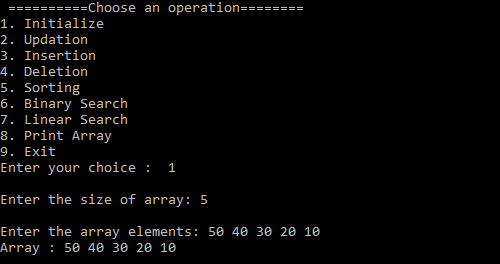 ==========Choose an operation========
1. Initialize
2. Updation
3. Insertion
4. Deletion
5. Sorting
6. Binary Search
7. Linear Search
8. Print Array
9. Exit
Enter your choice :  1
Enter the size of array: 5
Enter the array elements: 50 40 30 20 10
Array : 50 40 30 20 10